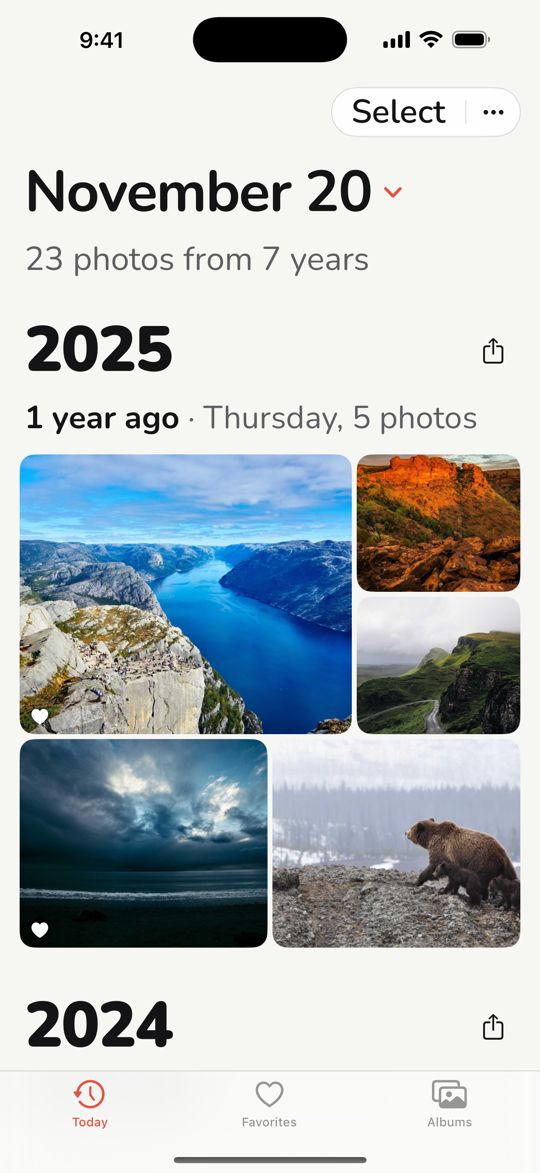 9:41
Select
November 20
23 photos from 7 years
2025
1 year ago · Thursday, 5 photos
2024
Today
Favorites
Albums